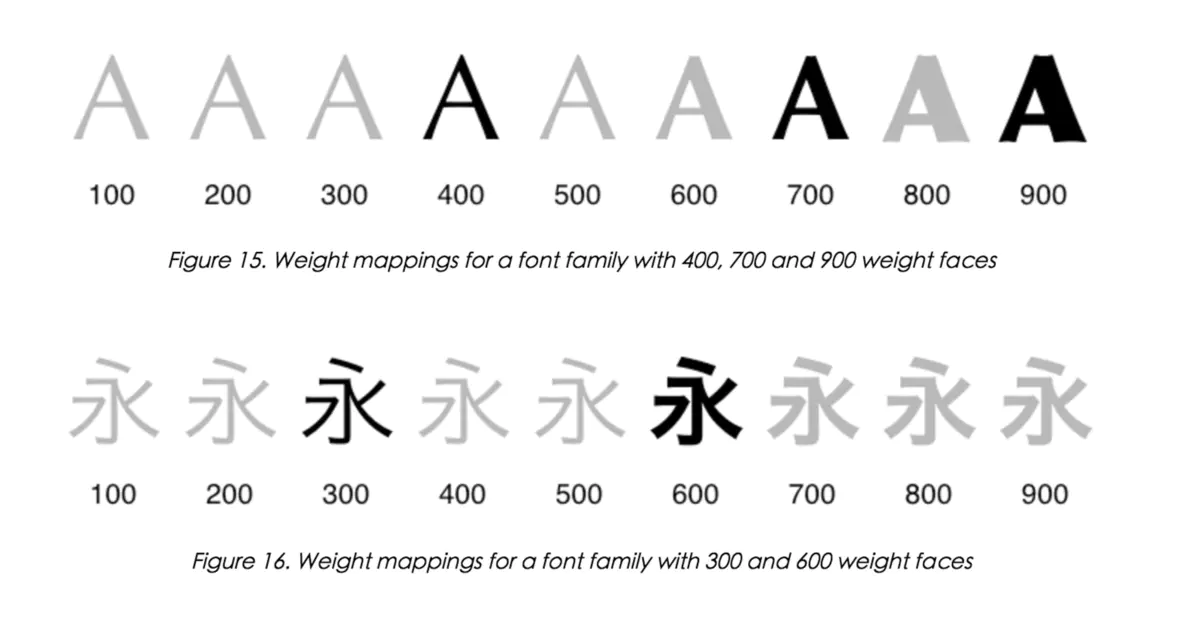 A A A A A A A A A
100 200 300 400 500 600 700 800 900
Figure 15. Weight mappings for a font family with 400, 700 and 900 weight faces
永 永 永 永 永 永 永 永 永
100 200 300 400 500 600 700 800 900
Figure 16. Weight mappings for a font family with 300 and 600 weight faces